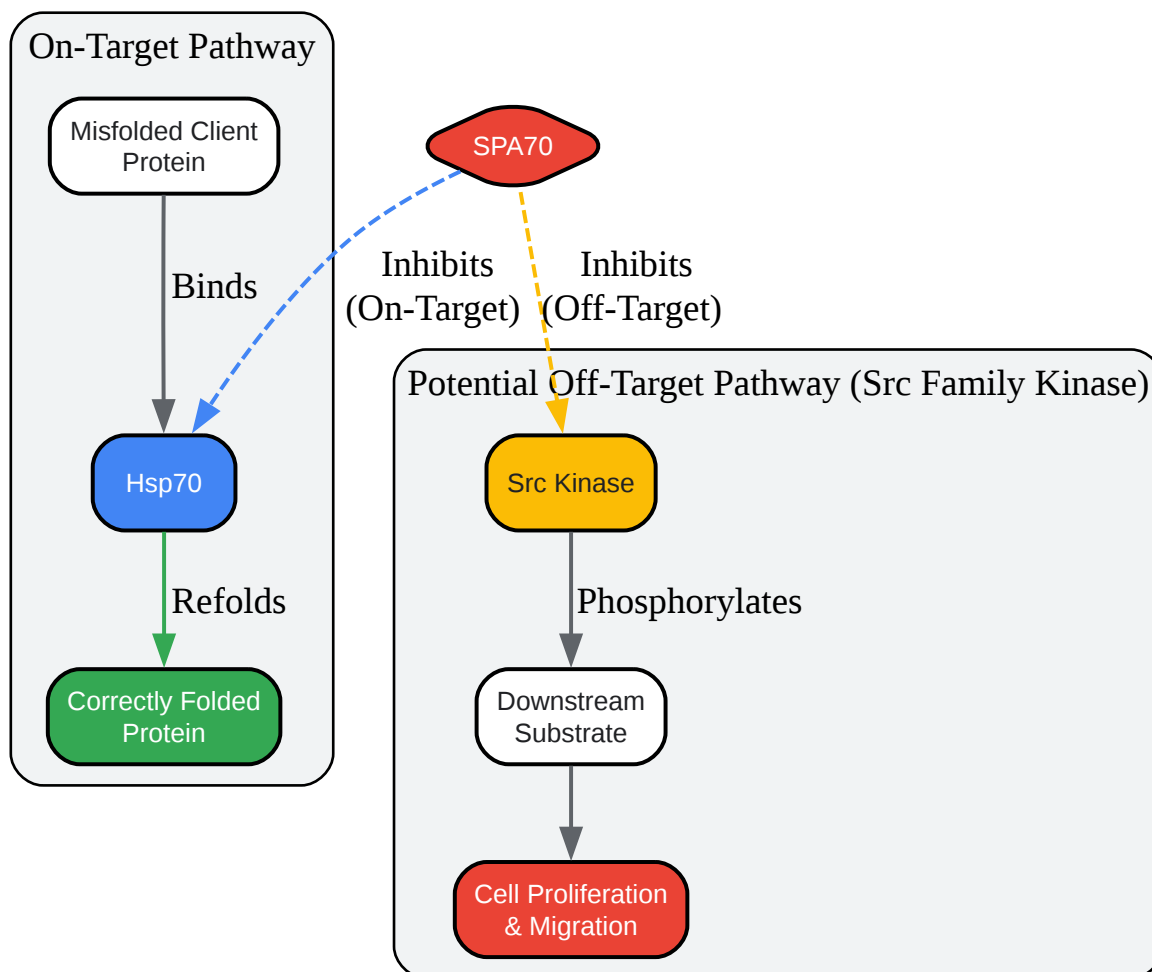 On-Target Pathway
Misfolded Client
Protein
SPA70
Binds
Inhibits
(On-Target)
Inhibits
(Off-Target)
Hsp70
Refolds
Correctly Folded
Protein
Potential Off-Target Pathway (Src Family Kinase)
Src Kinase
Phosphorylates
Downstream
Substrate
Cell Proliferation
& Migration